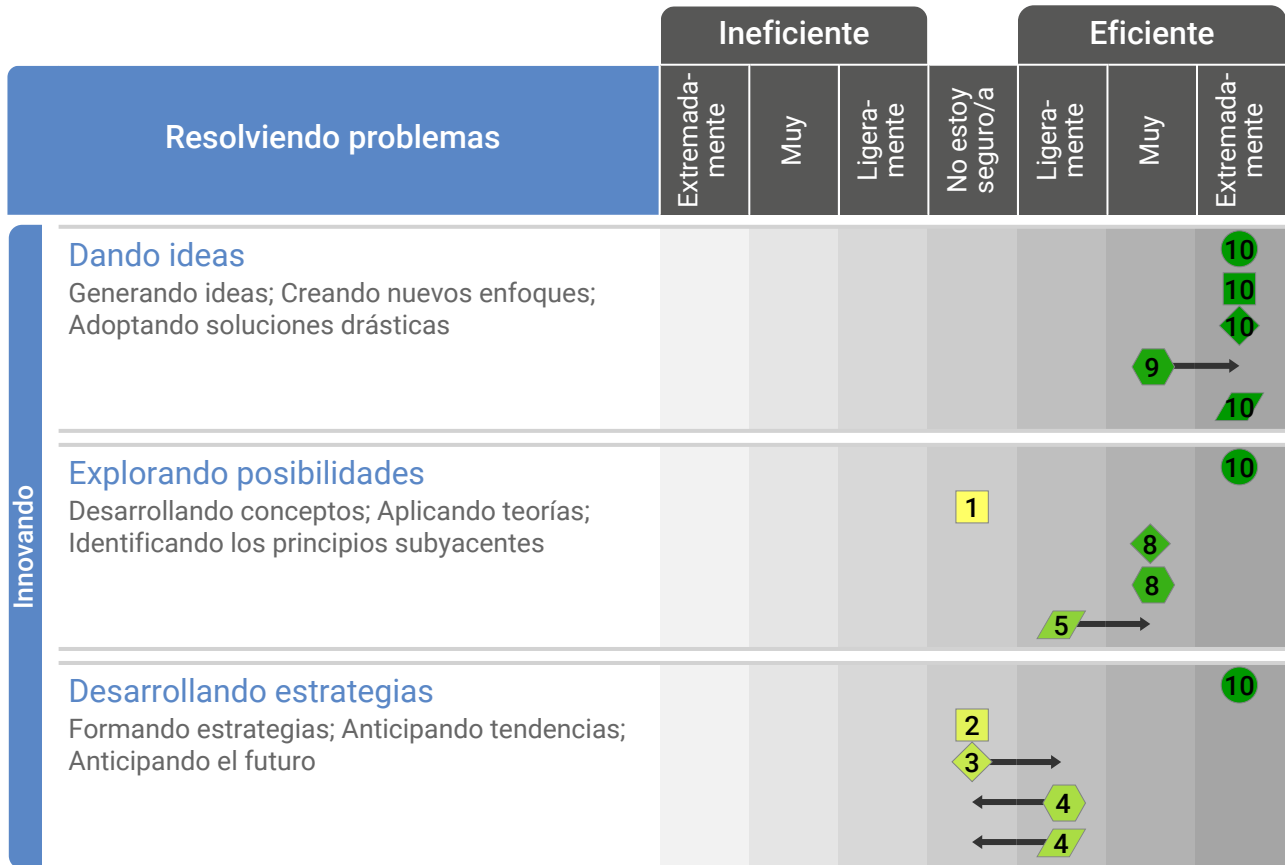 Ineficiente
Eficiente
Resolviendo problemas
Extremada-
mente
Muy
Ligera-
mente
No estoy
seguro/a
Ligera-
mente
Muy
Extremada-
mente
Innovando
Dando ideas
Generando ideas; Creando nuevos enfoques;
Adoptando soluciones drásticas
10
10
10
9
10
Explorando posibilidades
Desarrollando conceptos; Aplicando teorías;
Identificando los principios subyacentes
10
1
8
8
5
Desarrollando estrategias
Formando estrategias; Anticipando tendencias;
Anticipando el futuro
10
2
3
4
4